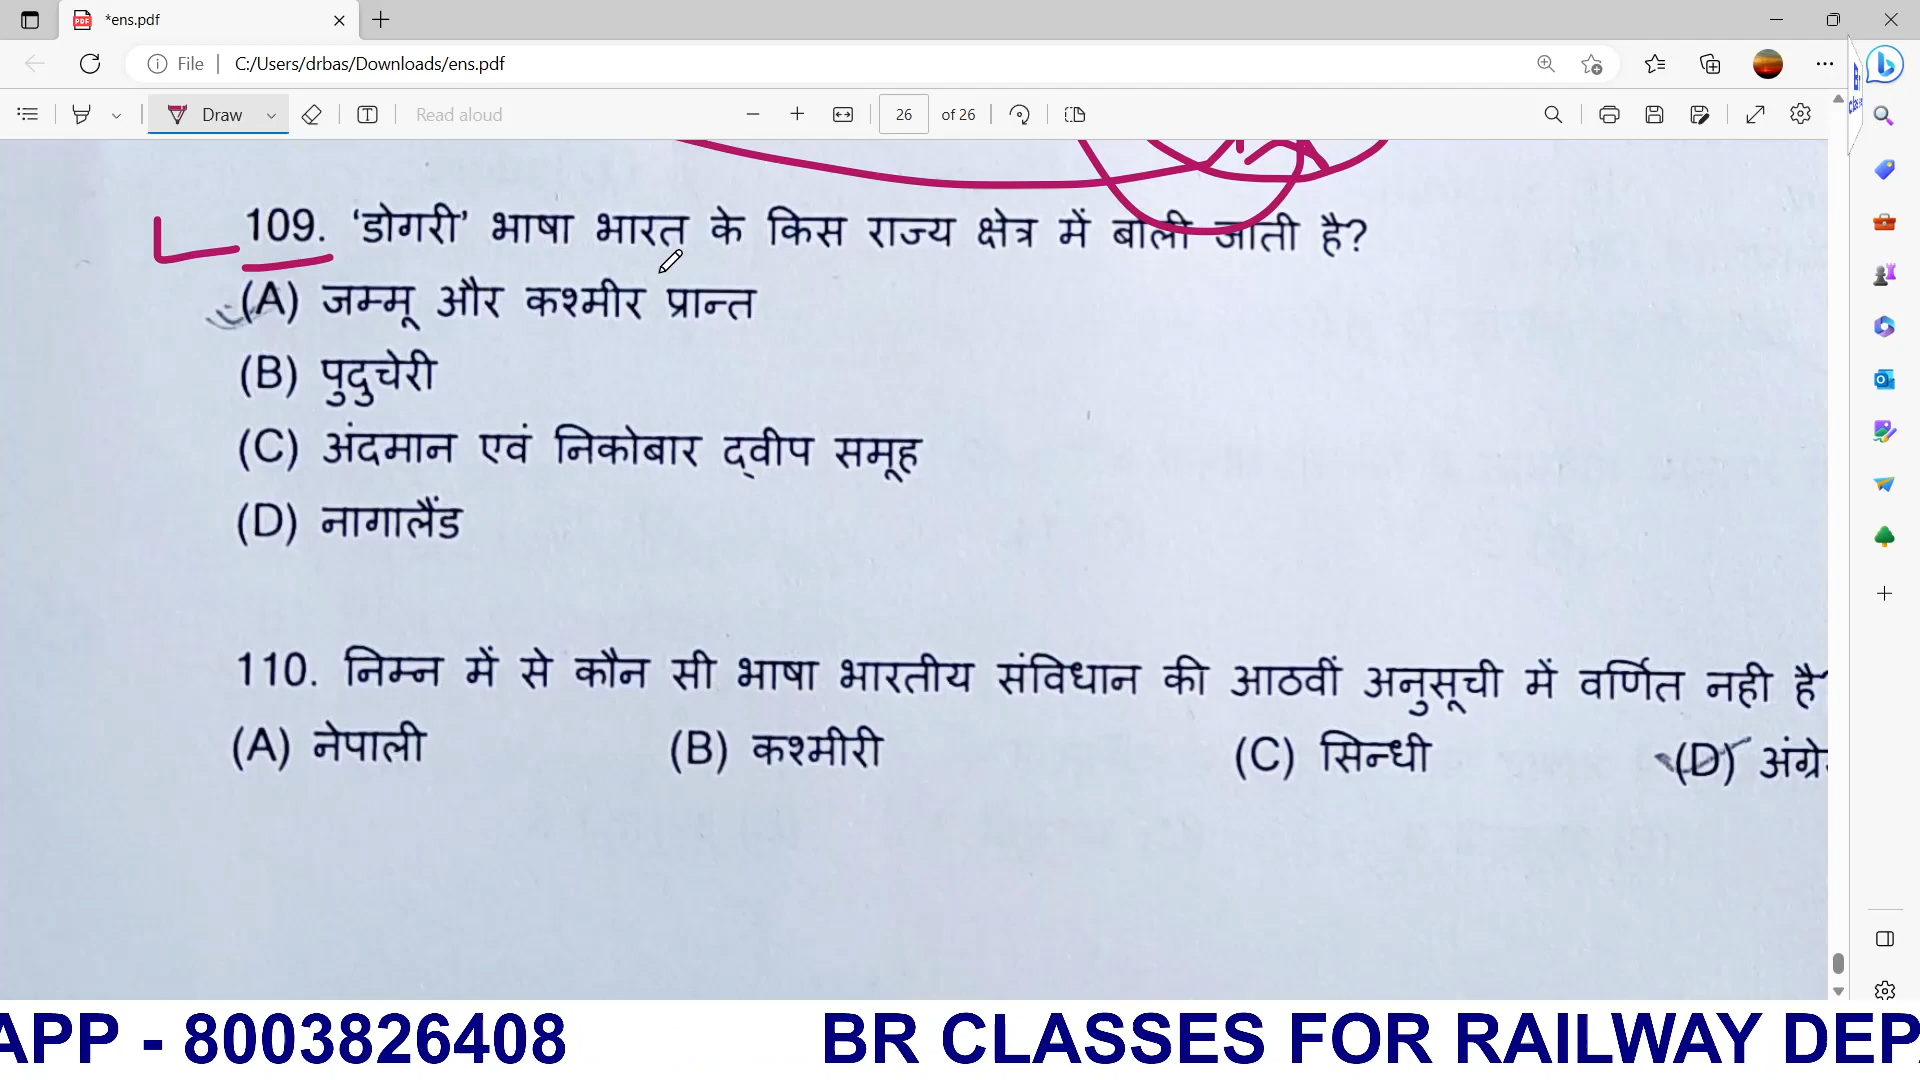 *ens.pdf
File
C:/Users/drbas/Downloads/ens.pdf
Draw
Read aloud
26 of 26
109. ‘डोगरी’ भाषा भारत के किस राज्य क्षेत्र में बोली जाती है?
(A) जम्मू और कश्मीर प्रान्त
(B) पुदुचेरी
(C) अंदमान एवं निकोबार द्वीप समूह
(D) नागालैंड
110. निम्न में से कौन सी भाषा भारतीय संविधान की आठवीं अनुसूची में वर्णित नही है
(A) नेपाली (B) कश्मीरी (C) सिन्धी (D) अंग्रे
APP - 8003826408 BR CLASSES FOR RAILWAY DEP